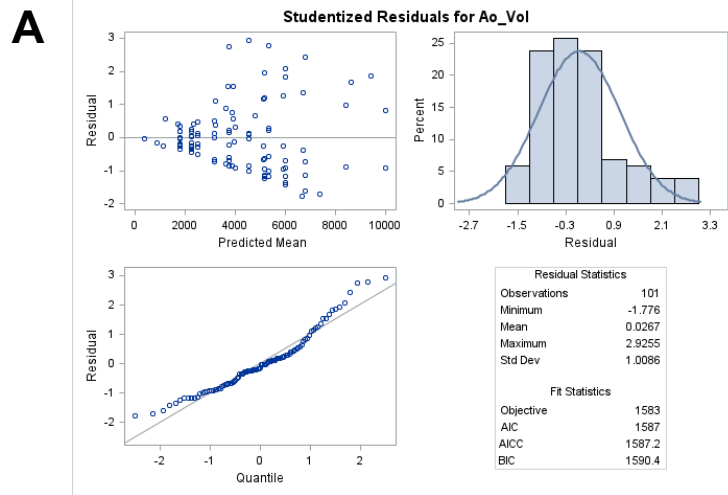 A
Studentized Residuals for Ao_Vol
3
2
1
0
-1
-2
Residual
0 2000 4000 6000 8000 10000
Predicted Mean
25
20
15
10
5
0
Percent
-2.7 -1.5 -0.3 0.9 2.1 3.3
Residual
3
2
1
0
-1
-2
Residual
-2 -1 0 1 2
Quantile
Residual Statistics
Observations 101
Minimum -1.776
Mean 0.0267
Maximum 2.9255
Std Dev 1.0086
Fit Statistics
Objective 1583
AIC 1587
AICC 1587.2
BIC 1590.4